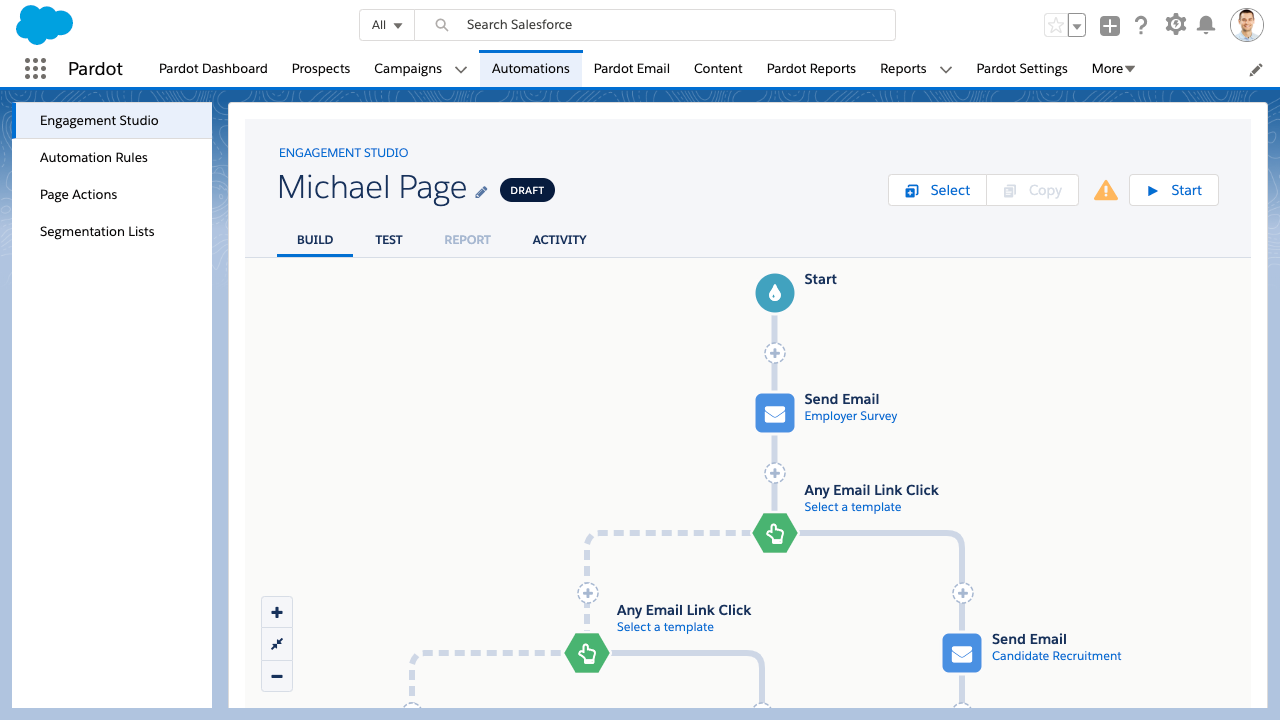 All
Search Salesforce
Pardot
Pardot Dashboard
Prospects
Campaigns
Automations
Pardot Email
Content
Pardot Reports
Reports
Pardot Settings
More
Engagement Studio
Automation Rules
Page Actions
Segmentation Lists
ENGAGEMENT STUDIO
Michael Page
DRAFT
Select
Copy
Start
BUILD
TEST
REPORT
ACTIVITY
Start
Send Email
Employer Survey
Any Email Link Click
Select a template
Any Email Link Click
Select a template
Send Email
Candidate Recruitment